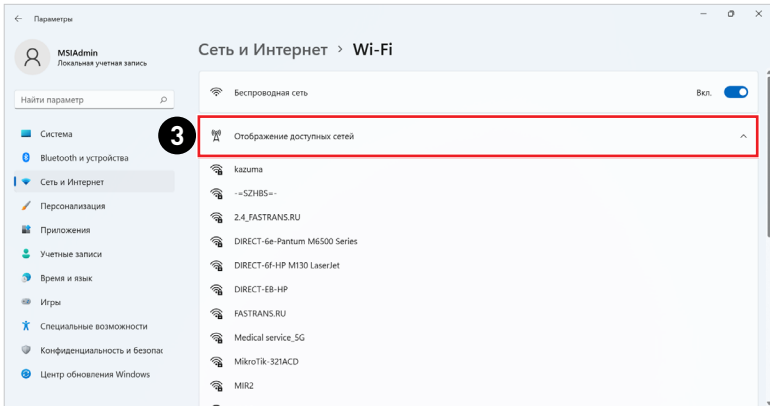 Параметры
MSIAdmin
Локальная учетная запись
Найти параметр
Система
Bluetooth и устройства
Сеть и Интернет
Персонализация
Приложения
Учетные записи
Время и язык
Игры
Специальные возможности
Конфиденциальность и безопас
Центр обновления Windows
Сеть и Интернет > Wi-Fi
Беспроводная сеть Вкл.
3 Отображение доступных сетей
kazuma
-=SZHBS=-
2.4_FASTRANS.RU
DIRECT-6e-Pantum M6500 Series
DIRECT-6f-HP M130 LaserJet
DIRECT-EB-HP
FASTRANS.RU
Medical service_5G
MikroTik-321ACD
MIR2